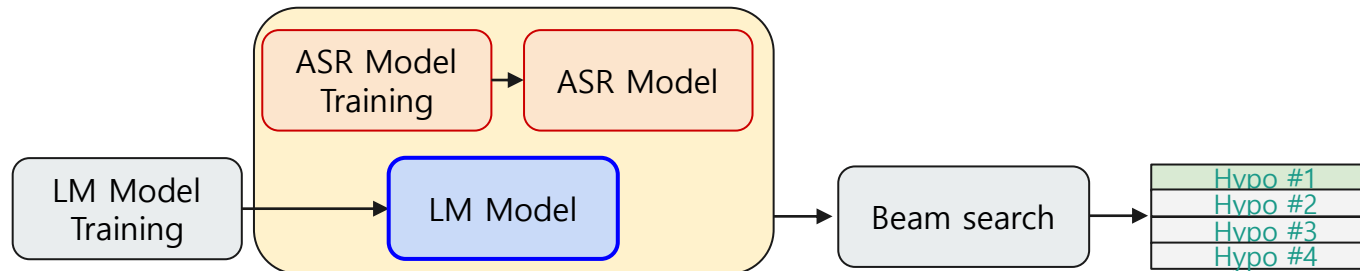 ASR Model
Training
ASR Model
LM Model
Training
LM Model
Beam search
Hypo #1
Hypo #2
Hypo #3
Hypo #4